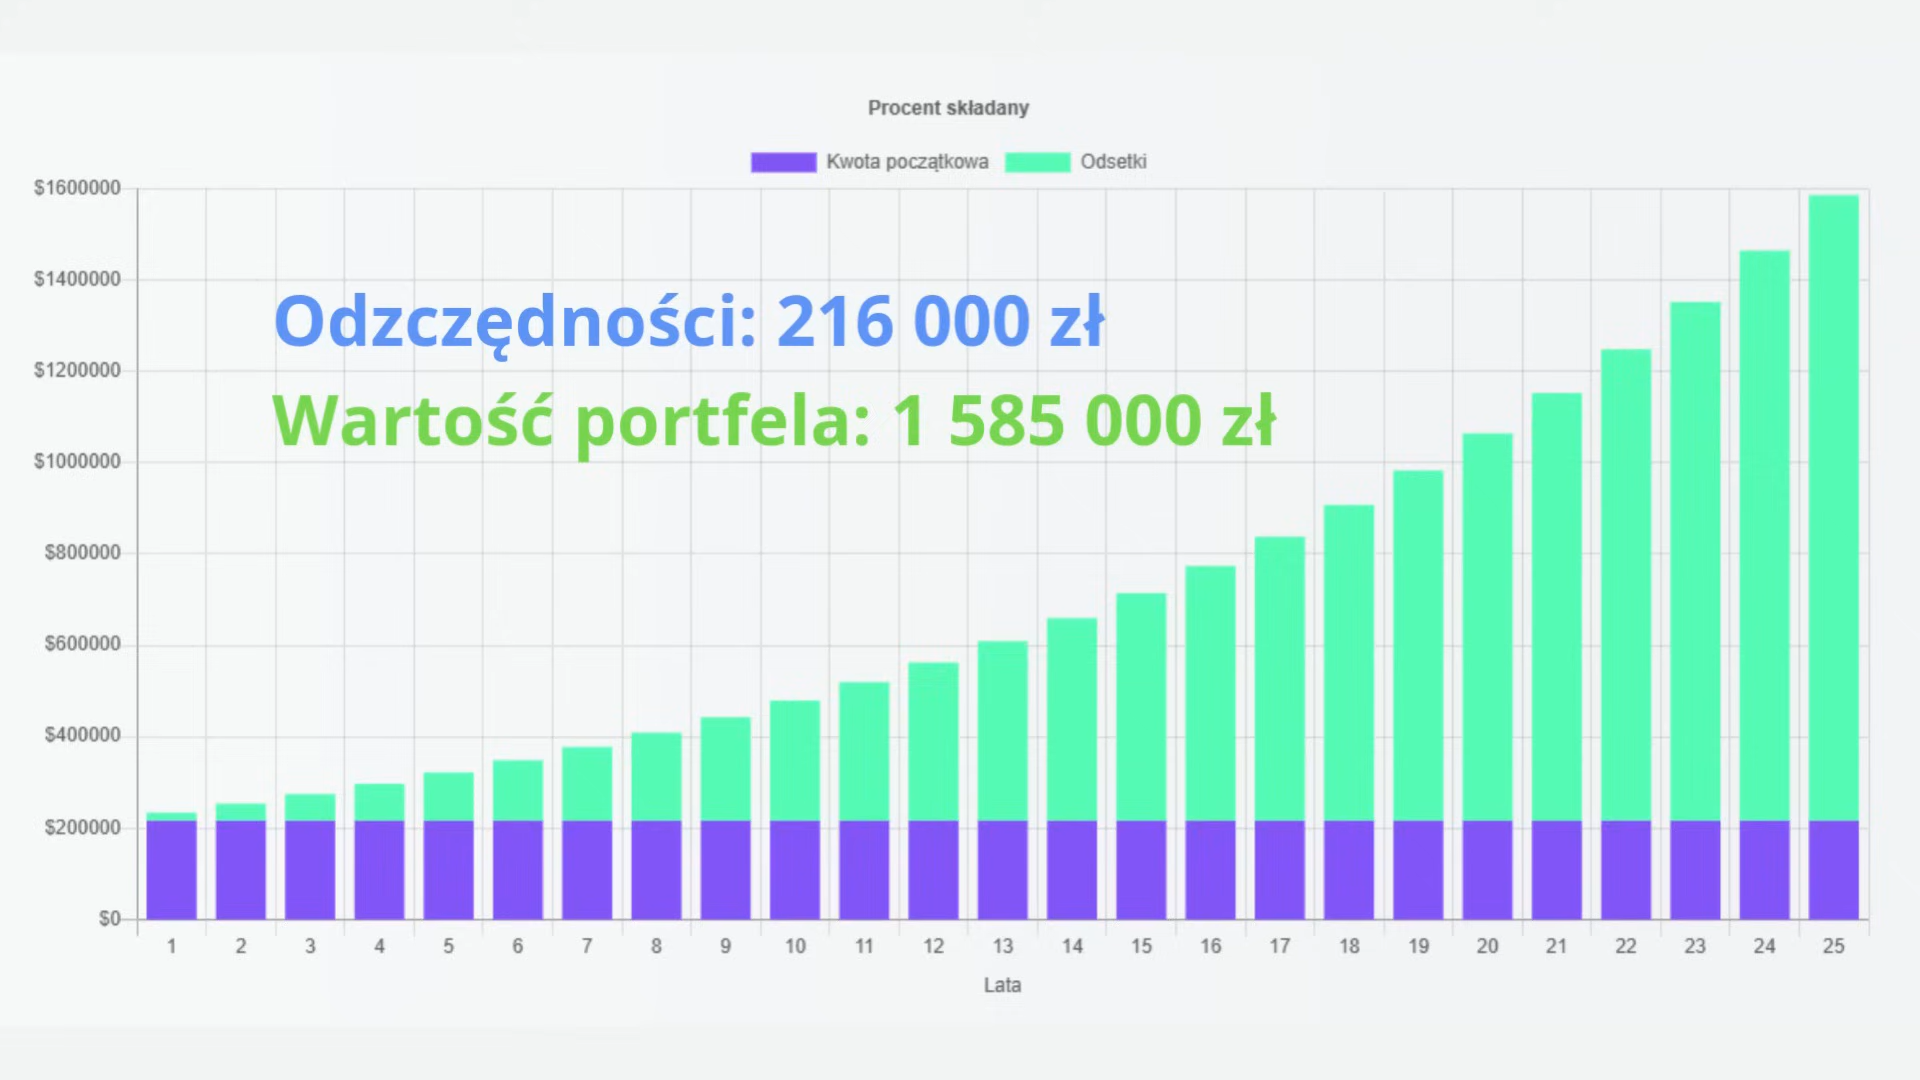 Procent składany
Kwota początkowa Odsetki
$1600000
$1400000
Odzczędności: 216 000 zł
$1200000
Wartość portfela: 1 585 000 zł
$1000000
$800000
$600000
$400000
$200000
$0
1 2 3 4 5 6 7 8 9 10 11 12 13 14 15 16 17 18 19 20 21 22 23 24 25
Lata